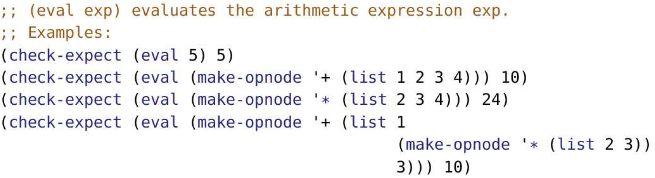 ;; (eval exp) evaluates the arithmetic expression exp.
;; Examples:
(check-expect (eval 5) 5)
(check-expect (eval (make-opnode '+ (list 1 2 3 4))) 10)
(check-expect (eval (make-opnode '* (list 2 3 4))) 24)
(check-expect (eval (make-opnode '+ (list 1
(make-opnode '* (list 2 3))
3))) 10)